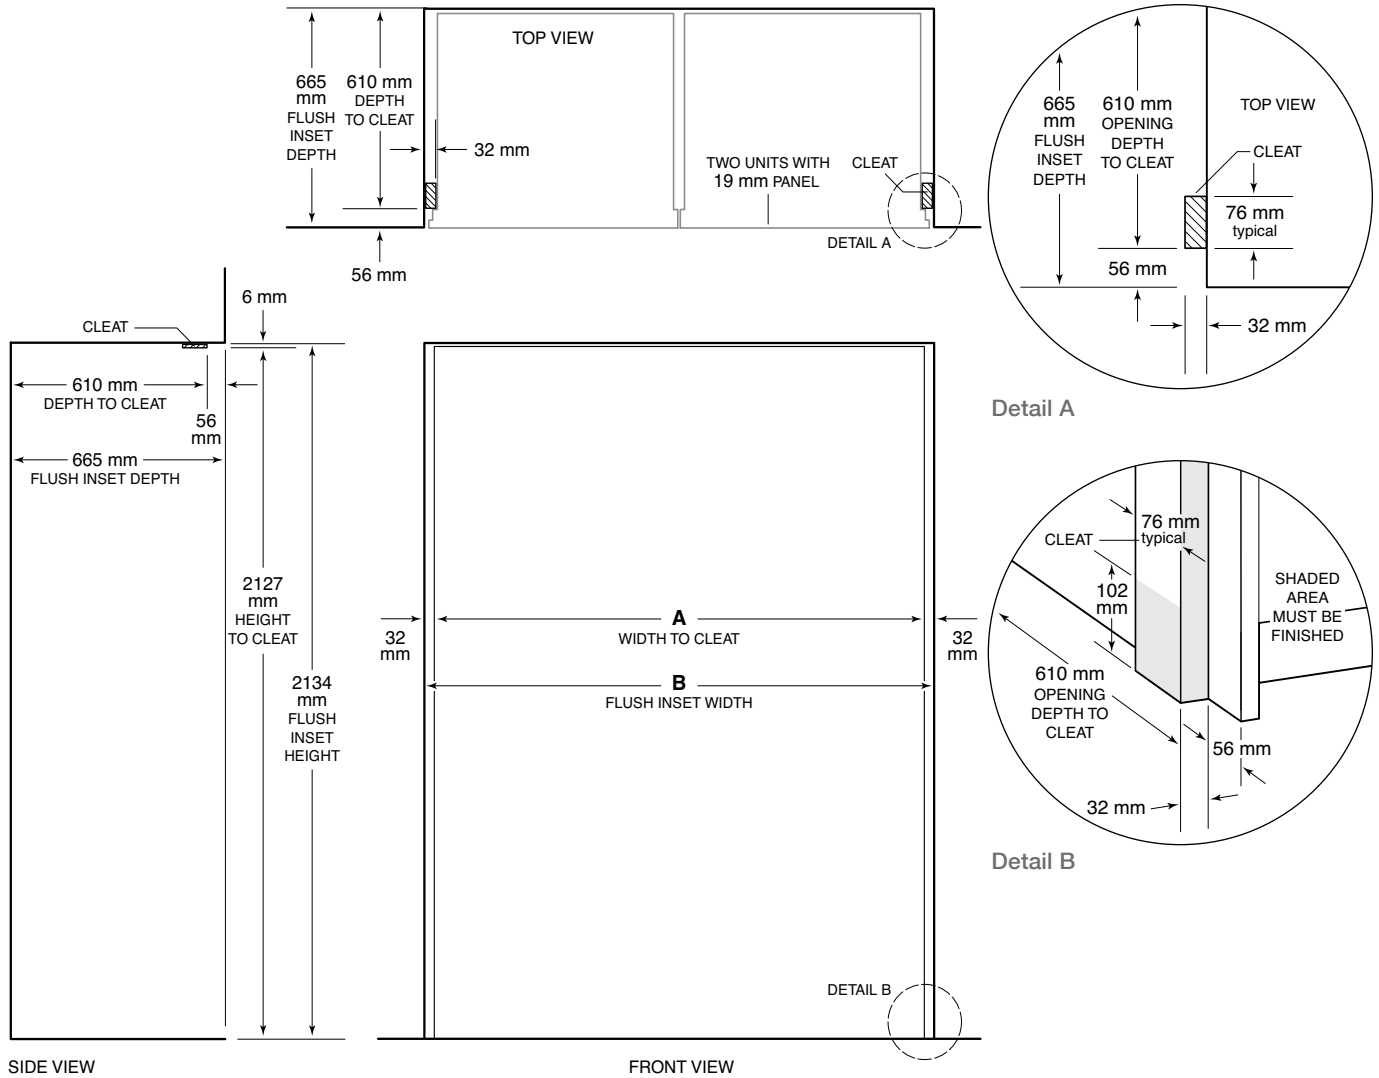 TOP VIEW
665
mm
FLUSH
INSET
DEPTH
610 mm
DEPTH
TO CLEAT
32 mm
TWO UNITS WITH
19 mm PANEL
CLEAT
DETAIL A
56 mm
665
mm
FLUSH
INSET
DEPTH
610 mm
OPENING
DEPTH
TO CLEAT
TOP VIEW
CLEAT
76 mm
typical
56 mm
32 mm
Detail A
6 mm
CLEAT
610 mm
DEPTH TO CLEAT
56
mm
665 mm
FLUSH INSET DEPTH
2127
mm
HEIGHT
TO CLEAT
2134
mm
FLUSH
INSET
HEIGHT
SIDE VIEW
32
mm
A
WIDTH TO CLEAT
32
mm
B
FLUSH INSET WIDTH
DETAIL B
FRONT VIEW
76 mm
typical
CLEAT
102
mm
SHADED
AREA
MUST BE
FINISHED
610 mm
OPENING
DEPTH TO
CLEAT
56 mm
32 mm
Detail B